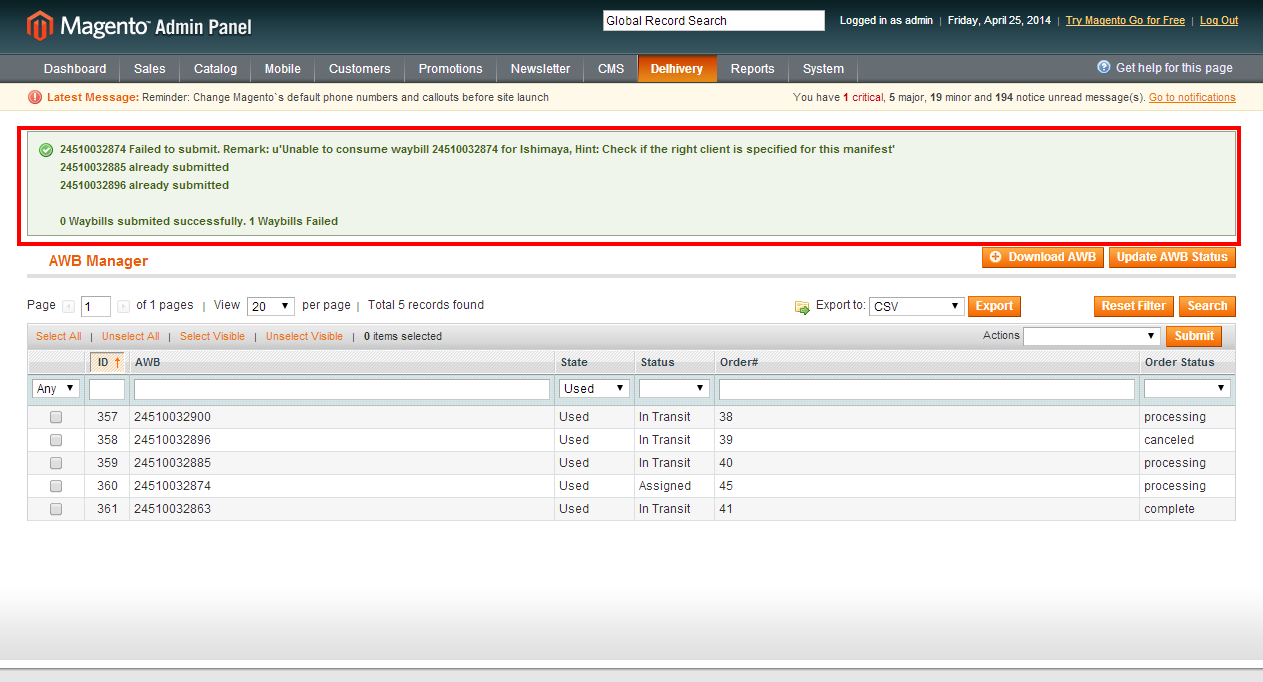 Magento™ Admin Panel
Global Record Search
Logged in as admin | Friday, April 25, 2014 | Try Magento Go for Free | Log Out
Dashboard Sales Catalog Mobile Customers Promotions Newsletter CMS Delhivery Reports System Get help for this page
Latest Message: Reminder: Change Magento`s default phone numbers and callouts before site launch
You have 1 critical, 5 major, 19 minor and 194 notice unread message(s). Go to notifications
24510032874 Failed to submit. Remark: u'Unable to consume waybill 24510032874 for Ishimaya, Hint: Check if the right client is specified for this manifest'
24510032885 already submitted
24510032896 already submitted
0 Waybills submited successfully. 1 Waybills Failed
AWB Manager
Download AWB Update AWB Status
Page 1 of 1 pages | View 20 per page | Total 5 records found
Export to: CSV Export Reset Filter Search
Select All | Unselect All | Select Visible | Unselect Visible | 0 items selected
Actions Submit
ID ↑ AWB State Status Order# Order Status
Any Used
357 24510032900 Used In Transit 38 processing
358 24510032896 Used In Transit 39 canceled
359 24510032885 Used In Transit 40 processing
360 24510032874 Used Assigned 45 processing
361 24510032863 Used In Transit 41 complete